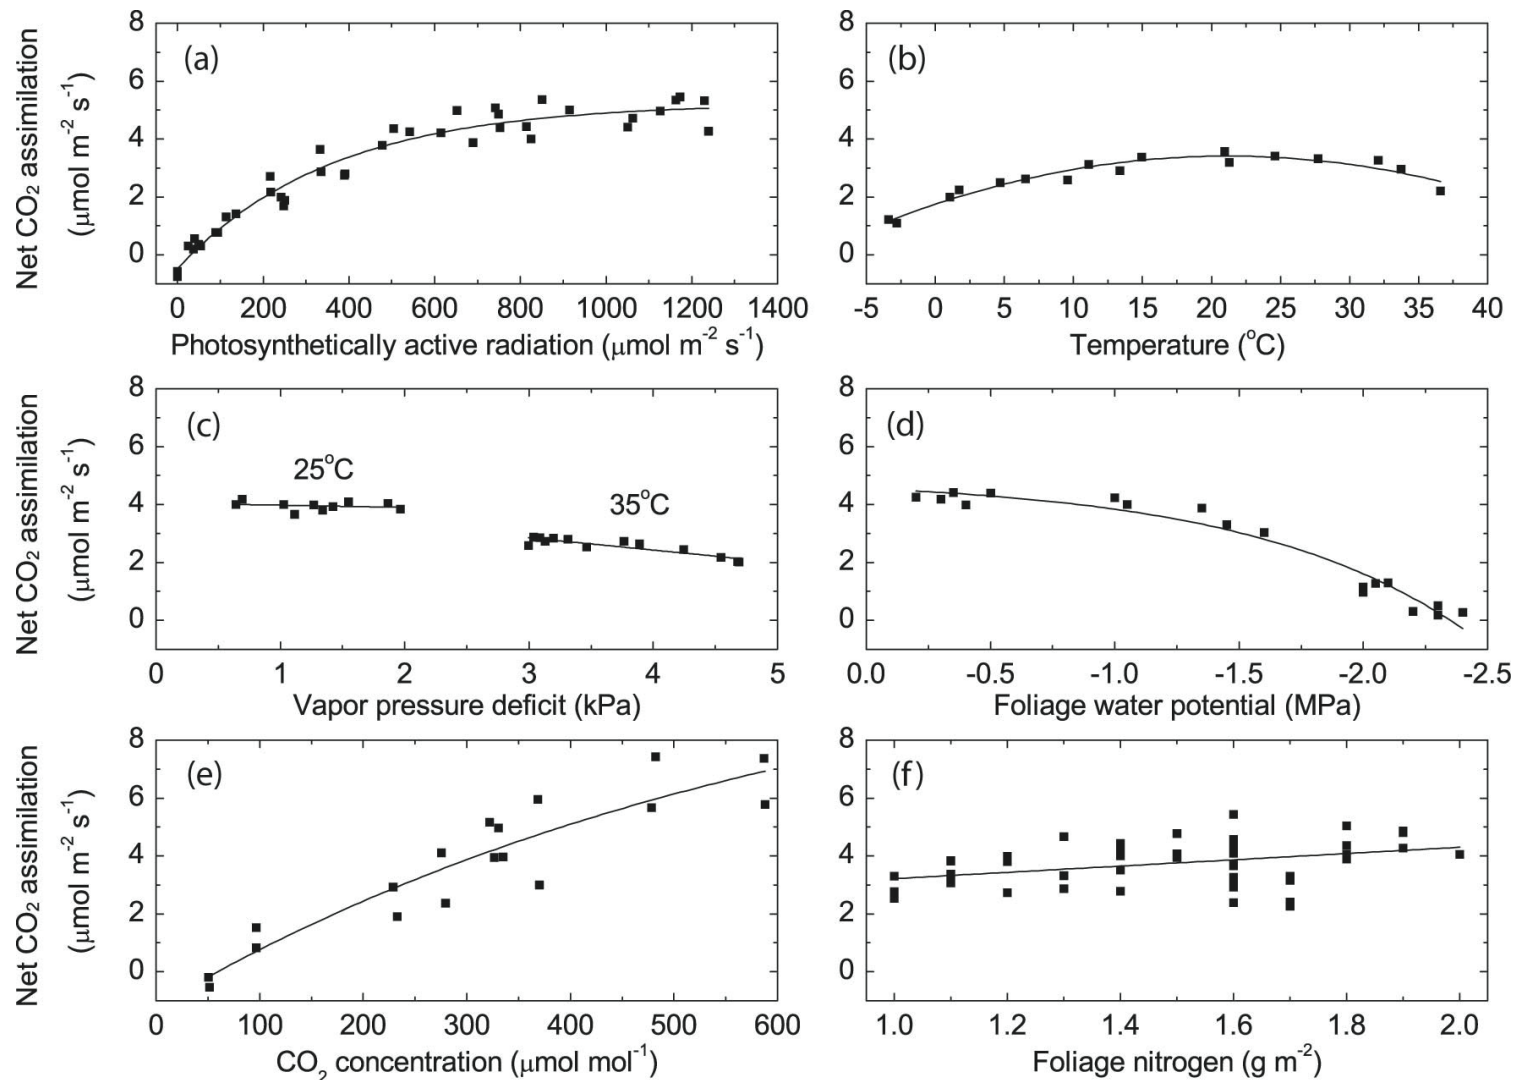 Net CO2 assimilation
(μmol m-2 s-1)
8
6
4
2
0
(a)
0 200 400 600 800 1000 1200 1400
Photosynthetically active radiation (μmol m-2 s-1)
8
6
4
2
0
(b)
-5 0 5 10 15 20 25 30 35 40
Temperature (oC)
Net CO2 assimilation
(μmol m-2 s-1)
8
6
4
2
0
(c)
25oC
35oC
0 1 2 3 4 5
Vapor pressure deficit (kPa)
8
6
4
2
0
(d)
0.0 -0.5 -1.0 -1.5 -2.0 -2.5
Foliage water potential (MPa)
Net CO2 assimilation
(μmol m-2 s-1)
8
6
4
2
0
(e)
0 100 200 300 400 500 600
CO2 concentration (μmol mol-1)
8
6
4
2
0
(f)
1.0 1.2 1.4 1.6 1.8 2.0
Foliage nitrogen (g m-2)